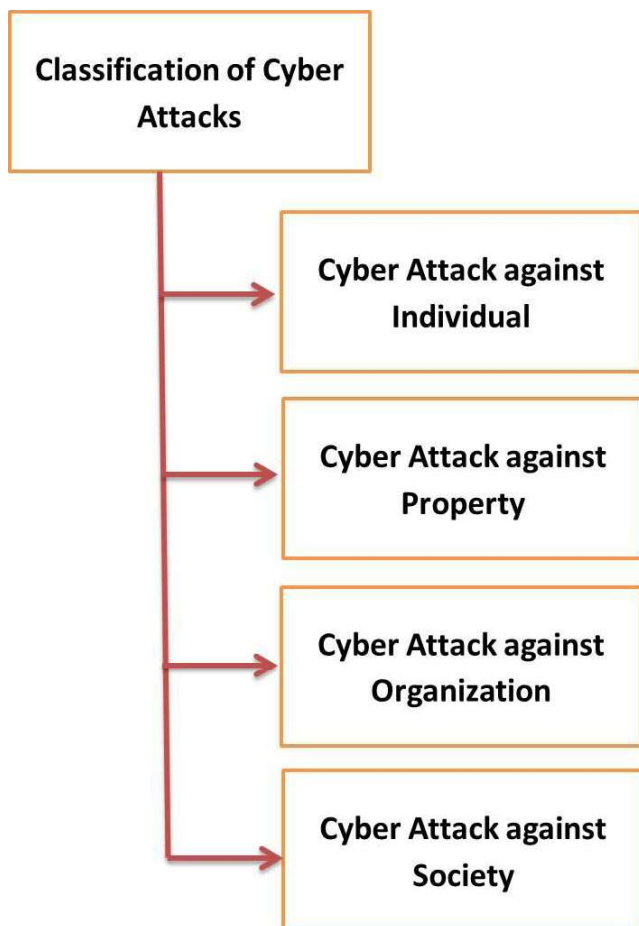 Classification of Cyber
Attacks
Cyber Attack against
Individual
Cyber Attack against
Property
Cyber Attack against
Organization
Cyber Attack against
Society